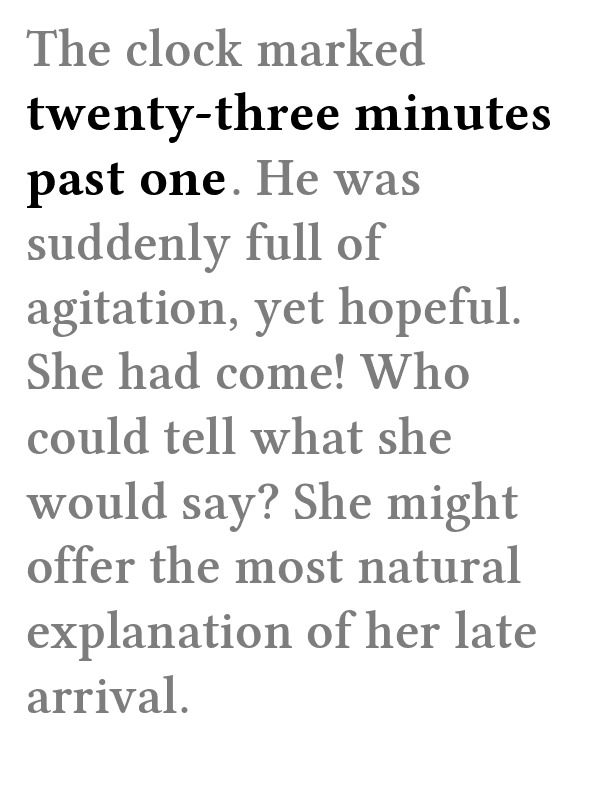 The clock marked
twenty-three minutes
past one. He was
suddenly full of
agitation, yet hopeful.
She had come! Who
could tell what she
would say? She might
offer the most natural
explanation of her late
arrival.